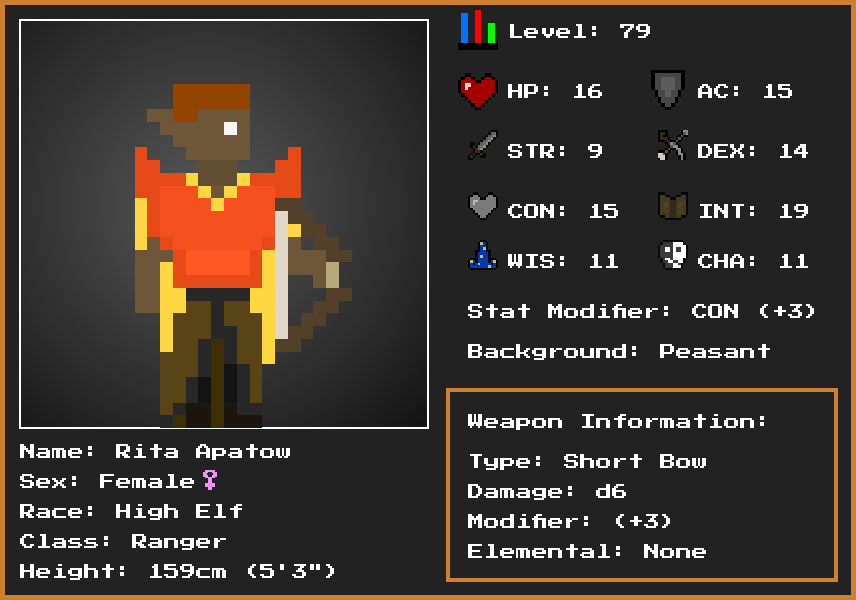 Level: 79
HP: 16 AC: 15
STR: 9 DEX: 14
CON: 15 INT: 19
WIS: 11 CHA: 11
Stat Modifier: CON (+3)
Background: Peasant
Weapon Information:
Type: Short Bow
Damage: d6
Modifier: (+3)
Elemental: None
Name: Rita Apatow
Sex: Female♀
Race: High Elf
Class: Ranger
Height: 159cm (5'3")